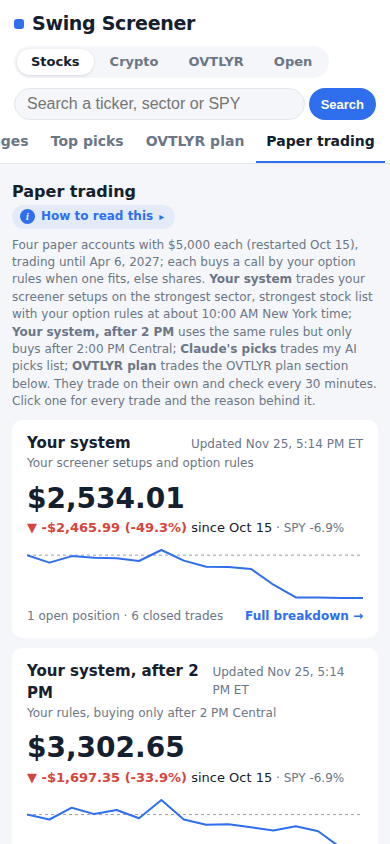 Swing Screener
Stocks Crypto OVTLYR Open
Search a ticker, sector or SPY Search
ges Top picks OVTLYR plan Paper trading
Paper trading
i How to read this ▸
Four paper accounts with $5,000 each (restarted Oct 15),
trading until Apr 6, 2027; each buys a call by your option
rules when one fits, else shares. Your system trades your
screener setups on the strongest sector, strongest stock list
with your option rules at about 10:00 AM New York time;
Your system, after 2 PM uses the same rules but only
buys after 2:00 PM Central; Claude's picks trades my AI
picks list; OVTLYR plan trades the OVTLYR plan section
below. They trade on their own and check every 30 minutes.
Click one for every trade and the reason behind it.
Your system Updated Nov 25, 5:14 PM ET
Your screener setups and option rules
$2,534.01
▼ -$2,465.99 (-49.3%) since Oct 15 · SPY -6.9%
1 open position · 6 closed trades Full breakdown →
Your system, after 2 PM Updated Nov 25, 5:14 PM ET
Your rules, buying only after 2 PM Central
$3,302.65
▼ -$1,697.35 (-33.9%) since Oct 15 · SPY -6.9%